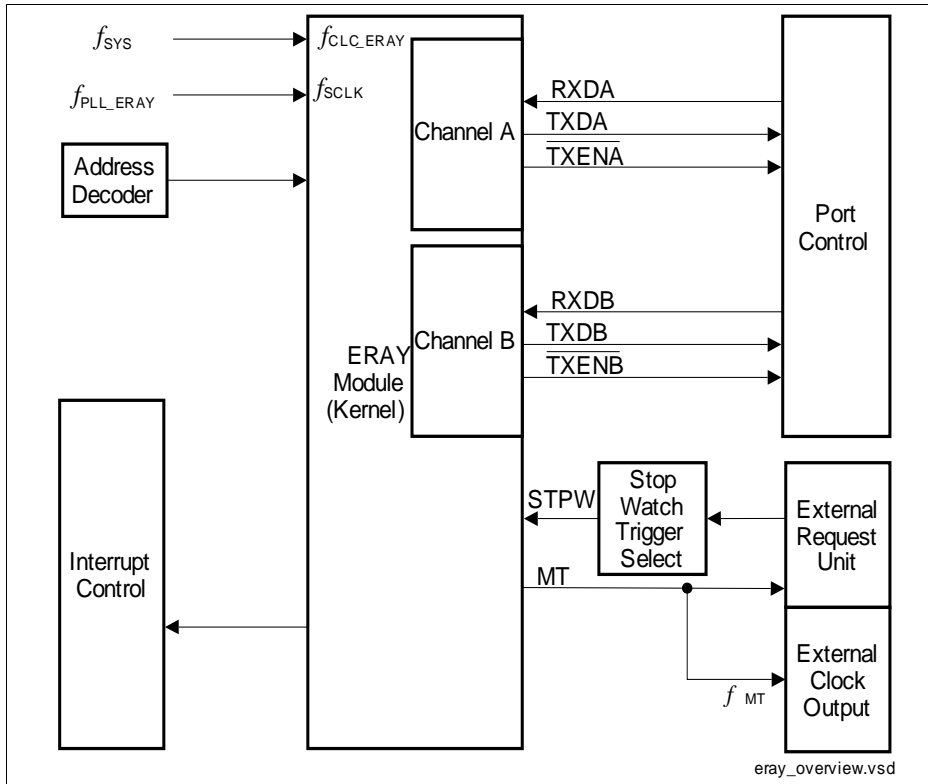 fSYS
fCLC_ERAY
fPLL_ERAY
fSCLK
Address
Decoder
Channel A
RXDA
TXDA
TXENA
Port
Control
Channel B
RXDB
TXDB
TXENB
ERAY
Module
(Kernel)
Interrupt
Control
STPW
Stop
Watch
Trigger
Select
External
Request
Unit
MT
External
Clock
Output
f MT
eray_overview.vsd